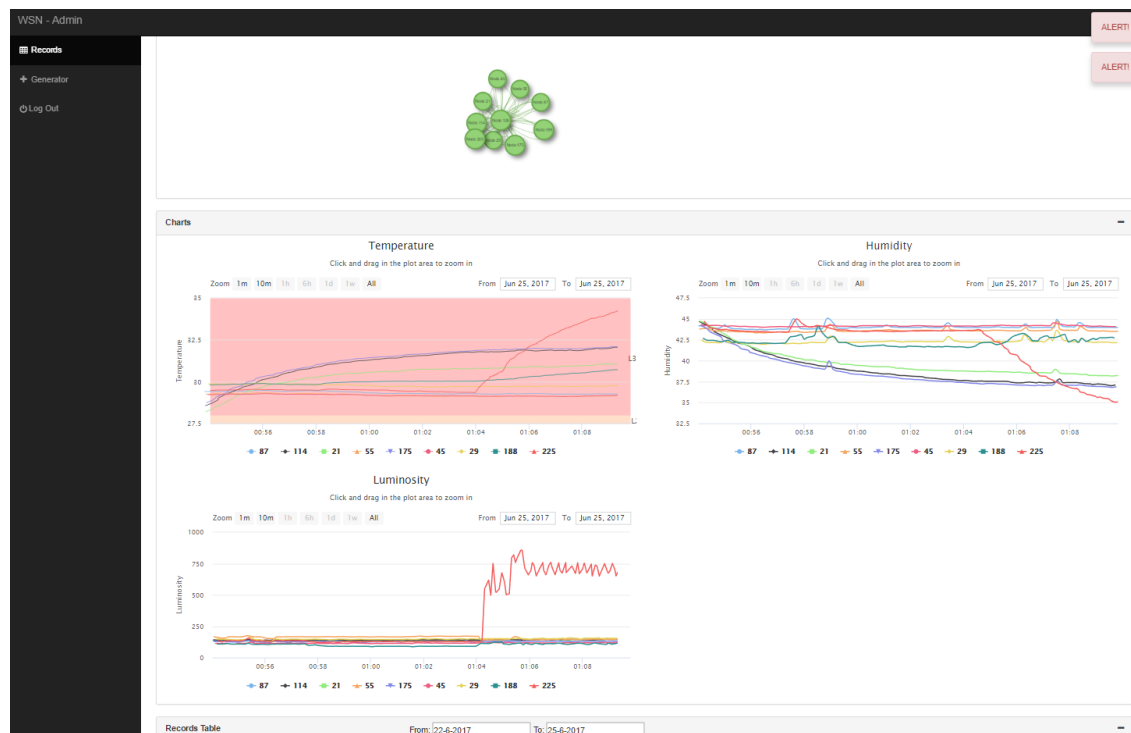 WSN - Admin
ALERT!
ALERT!
Records
Generator
Log Out
Charts
Temperature
Click and drag in the plot area to zoom in
Zoom 1m 10m 1h 6h 1d 1w All From Jun 25, 2017 To Jun 25, 2017
35
32.5
30
27.5
Temperature
L3
00:56 00:58 01:00 01:02 01:04 01:06 01:08
87 114 21 55 175 45 29 188 225
Humidity
Click and drag in the plot area to zoom in
Zoom 1m 10m 1h 6h 1d 1w All From Jun 25, 2017 To Jun 25, 2017
47.5
45
42.5
40
37.5
35
32.5
Humidity
00:56 00:58 01:00 01:02 01:04 01:06 01:08
87 114 21 55 175 45 29 188 225
Luminosity
Click and drag in the plot area to zoom in
Zoom 1m 10m 1h 6h 1d 1w All From Jun 25, 2017 To Jun 25, 2017
1000
750
500
250
0
Luminosity
00:56 00:58 01:00 01:02 01:04 01:06 01:08
87 114 21 55 175 45 29 188 225
Records Table From: 22-6-2017 To: 25-6-2017